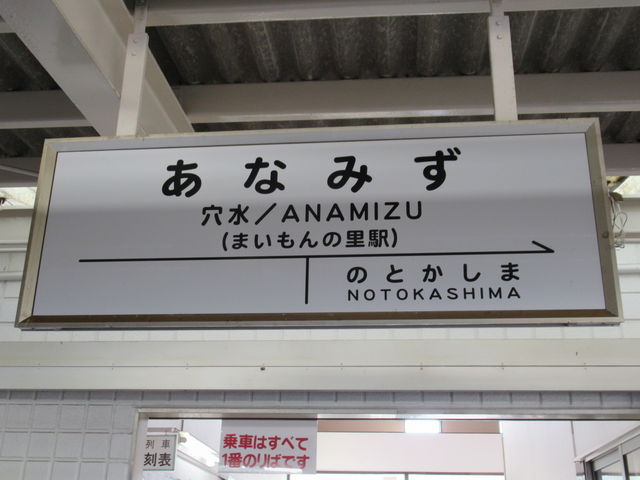 あなみず
穴水／ANAMIZU
(まいもんの里駅)
のとかしま
NOTOKASHIMA
列車
刻表
乗車はすべて
1番のりばです